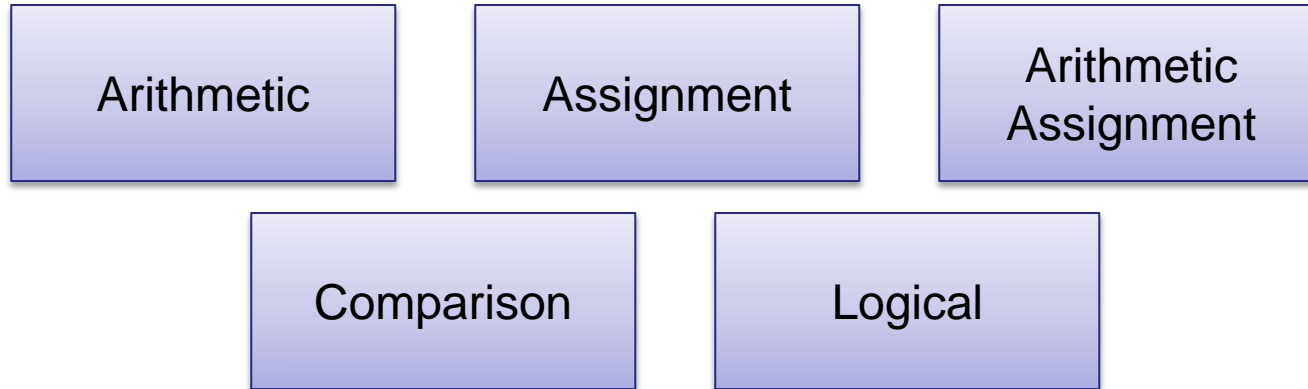 Arithmetic
Assignment
Arithmetic
Assignment
Comparison
Logical